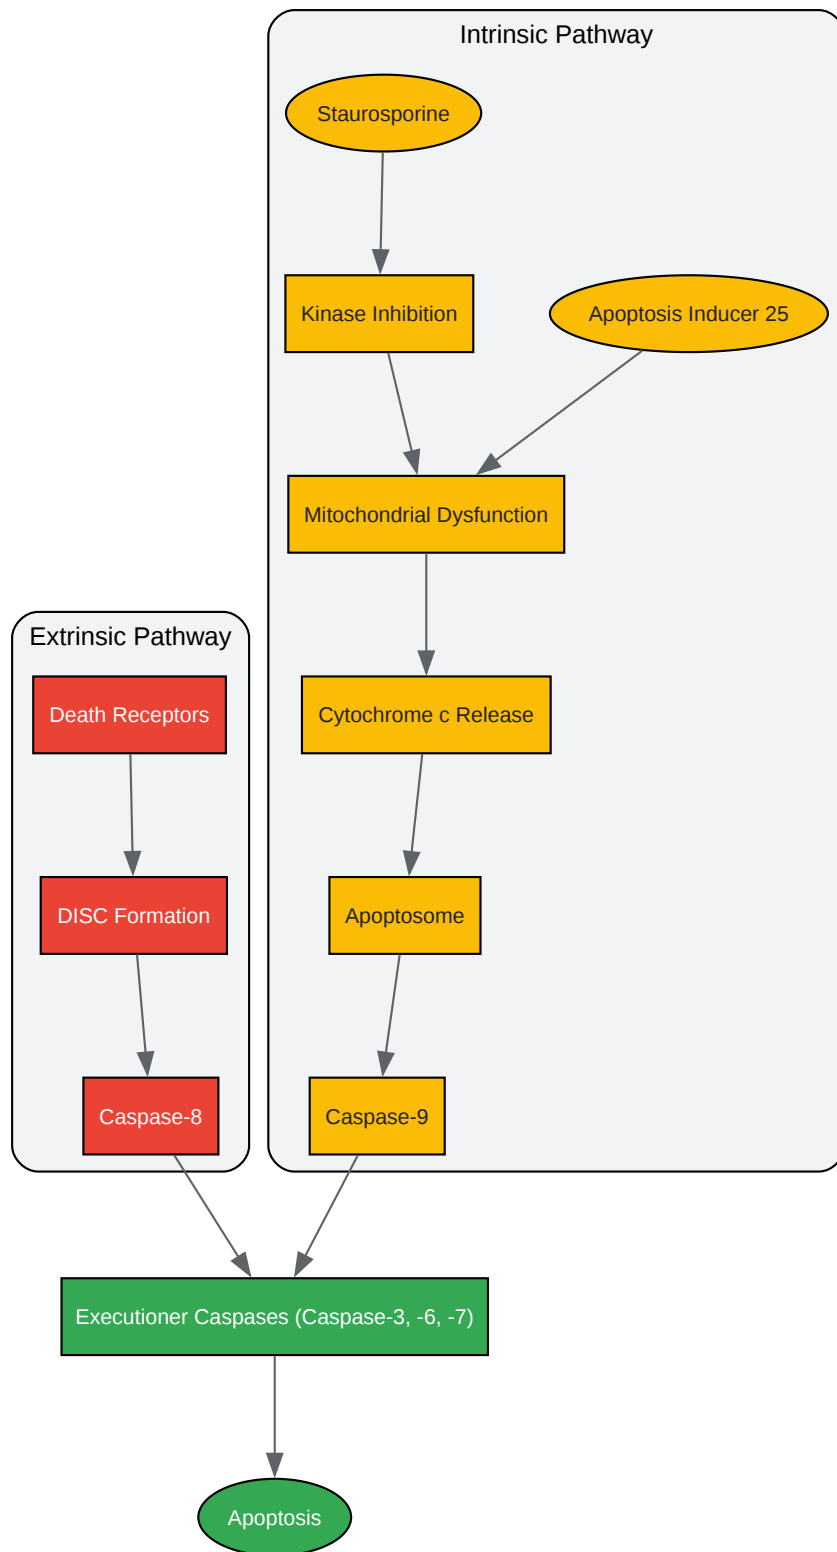 Intrinsic Pathway
Staurosporine
Kinase Inhibition
Apoptosis Inducer 25
Mitochondrial Dysfunction
Cytochrome c Release
Apoptosome
Caspase-9
Extrinsic Pathway
Death Receptors
DISC Formation
Caspase-8
Executioner Caspases (Caspase-3, -6, -7)
Apoptosis